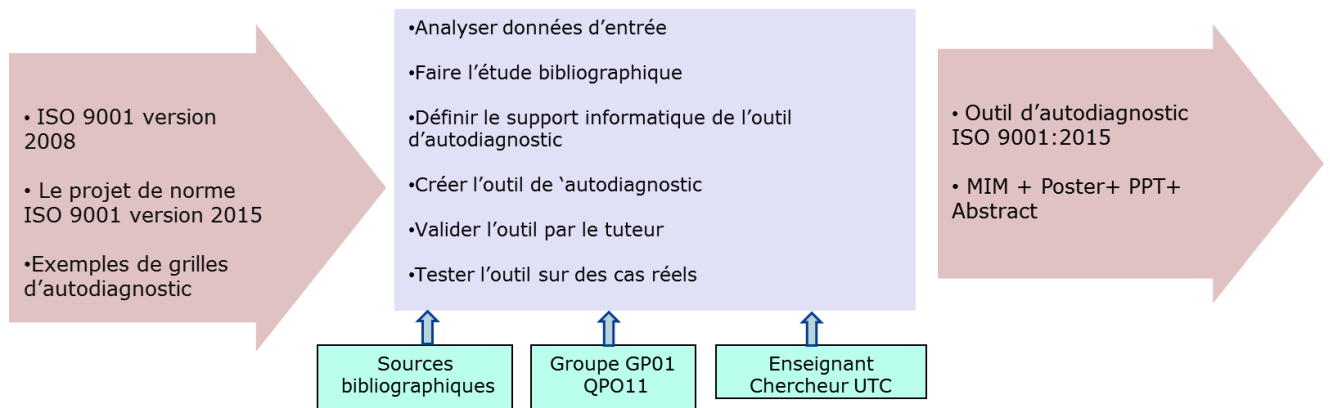 • ISO 9001 version
2008
• Le projet de norme
ISO 9001 version 2015
•Exemples de grilles
d’autodiagnostic
•Analyser données d’entrée
•Faire l’étude bibliographique
•Définir le support informatique de l’outil
d’autodiagnostic
•Créer l’outil de ‘autodiagnostic
•Valider l’outil par le tuteur
•Tester l’outil sur des cas réels
Sources
bibliographiques
Groupe GP01
QPO11
Enseignant
Chercheur UTC
• Outil d’autodiagnostic
ISO 9001:2015
• MIM + Poster+ PPT+
Abstract